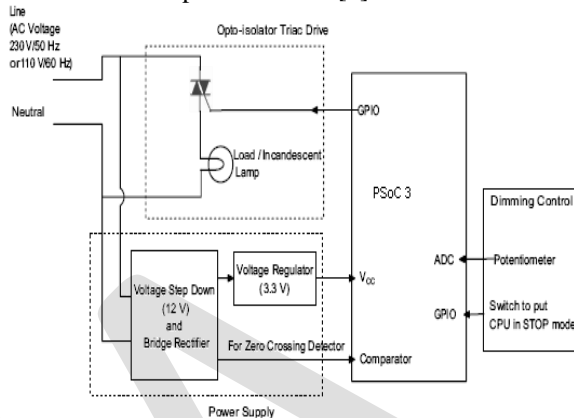 Line
(AC Voltage
230 V/50 Hz
or110 V/60 Hz)
Neutral
Opto-isolator Triac Drive
Load / Incandescent
Lamp
GPIO
PSoC 3
Dimming Control
ADC
Potentiometer
GPIO
Switch to put
CPU in STOP mode
Voltage Step Down
(12 V)
and
Bridge Rectifier
Voltage Regulator
(3.3 V)
VCC
For Zero Crossing Detector
Comparator
Power Supply